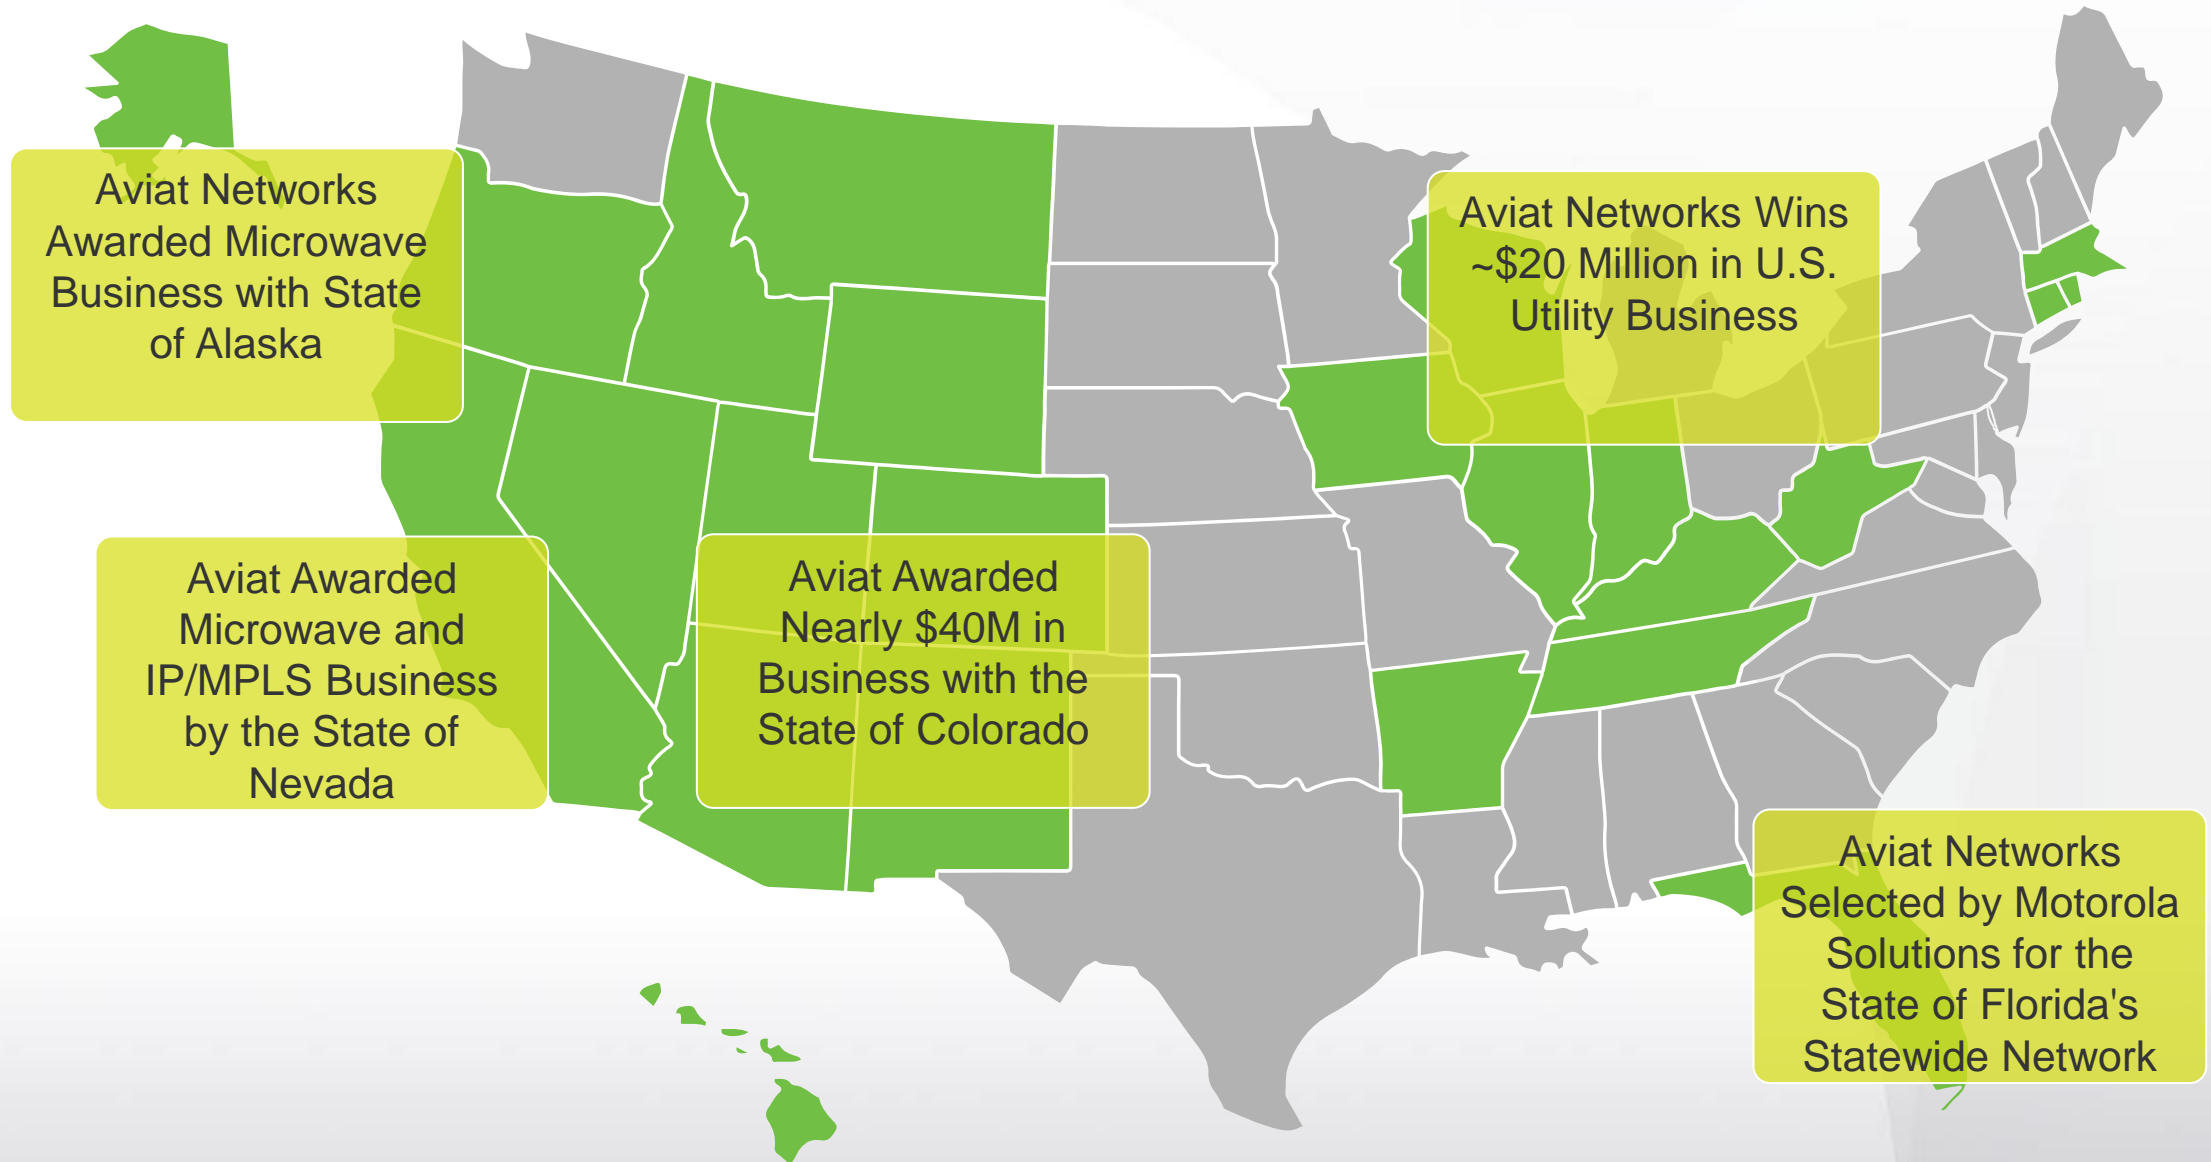 Aviat Networks
Awarded Microwave
Business with State
of Alaska
Aviat Networks Wins
~$20 Million in U.S.
Utility Business
Aviat Awarded
Microwave and
IP/MPLS Business
by the State of
Nevada
Aviat Awarded
Nearly $40M in
Business with the
State of Colorado
Aviat Networks
Selected by Motorola
Solutions for the
State of Florida's
Statewide Network